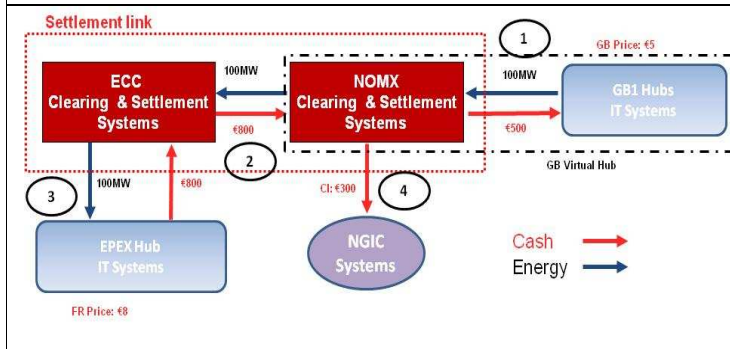 Settlement link
1
GB Price: €5
ECC
Clearing & Settlement
Systems
100MW
€800
NOMX
Clearing & Settlement
Systems
100MW
€500
GB1 Hubs
IT Systems
GB Virtual Hub
2
3
100MW
€800
CI: €300
4
EPEX Hub
IT Systems
FR Price: €8
NGIC
Systems
Cash
Energy